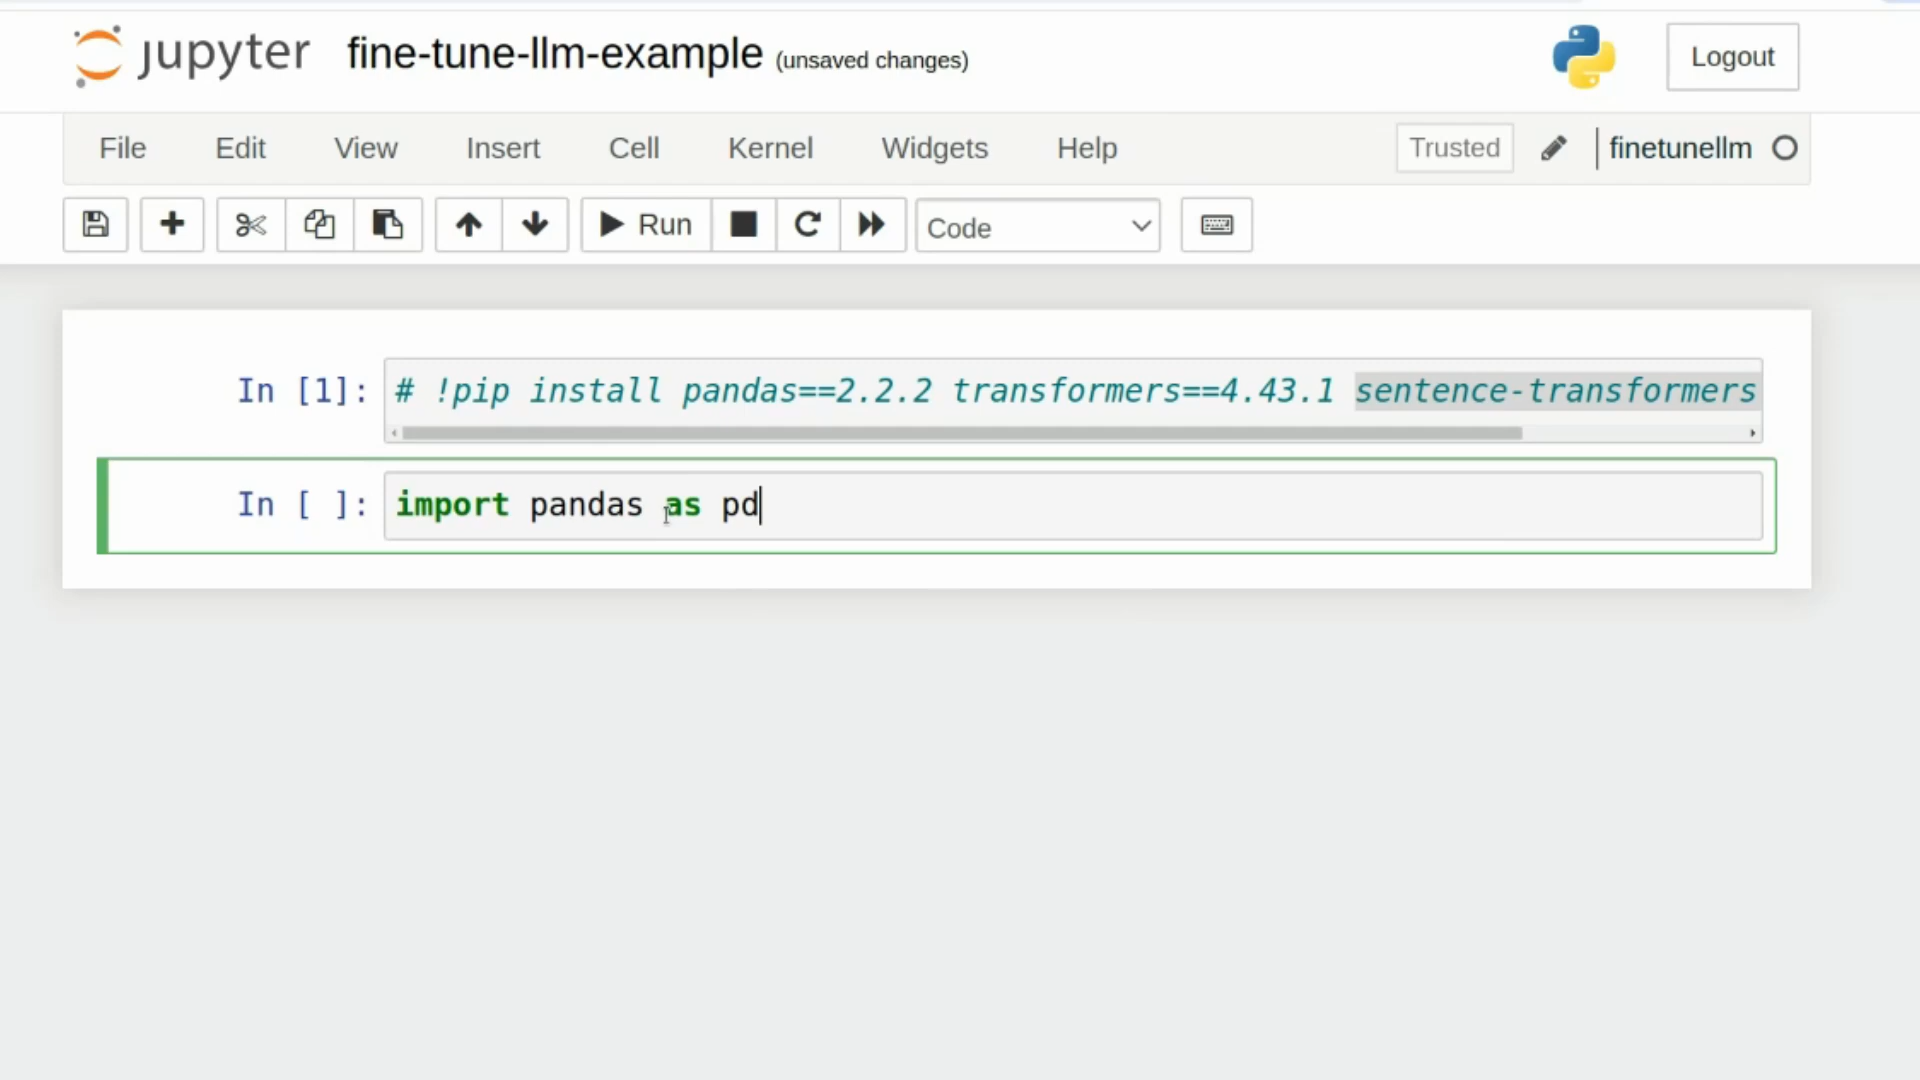 jupyter fine-tune-llm-example (unsaved changes) Logout
File Edit View Insert Cell Kernel Widgets Help Trusted finetunellm
Run Code
In [1]: # !pip install pandas==2.2.2 transformers==4.43.1 sentence-transformers
In [ ]: import pandas as pd